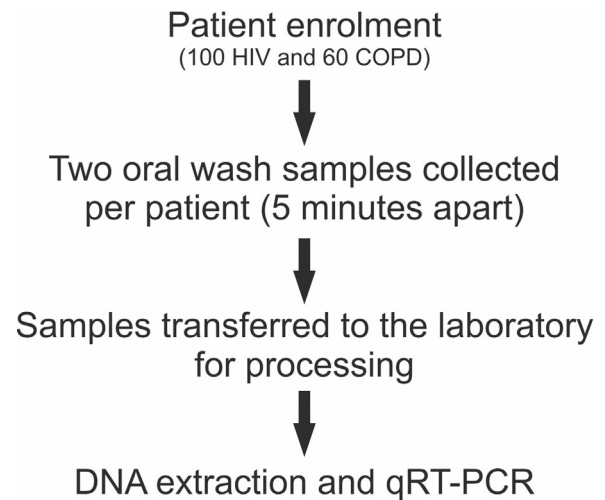 Patient enrolment
(100 HIV and 60 COPD)
Two oral wash samples collected
per patient (5 minutes apart)
Samples transferred to the laboratory
for processing
DNA extraction and qRT-PCR